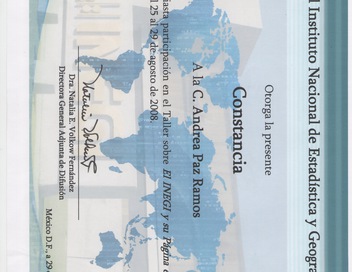 l Instituto Nacional de Estadística y Geogra
Otorga la presente
Constancia
A la C. Andrea Paz Ramos
iasta participación en el Taller sobre El INEGI y su Página
l 25 al 29 de agosto de 2008.
Dra. Natalia E. Volkow Fernández
Directora General Adjunta de Difusión
México D.F., a 29